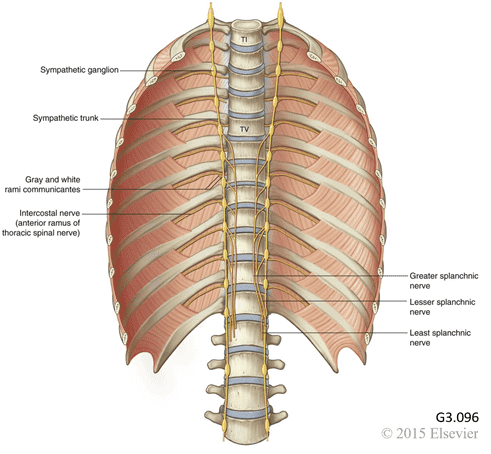 TI
Sympathetic ganglion
Sympathetic trunk
TV
Gray and white
rami communicantes
Intercostal nerve
(anterior ramus of
thoracic spinal nerve)
Greater splanchnic
nerve
Lesser splanchnic
nerve
Least splanchnic
nerve
G3.096
© 2015 Elsevier